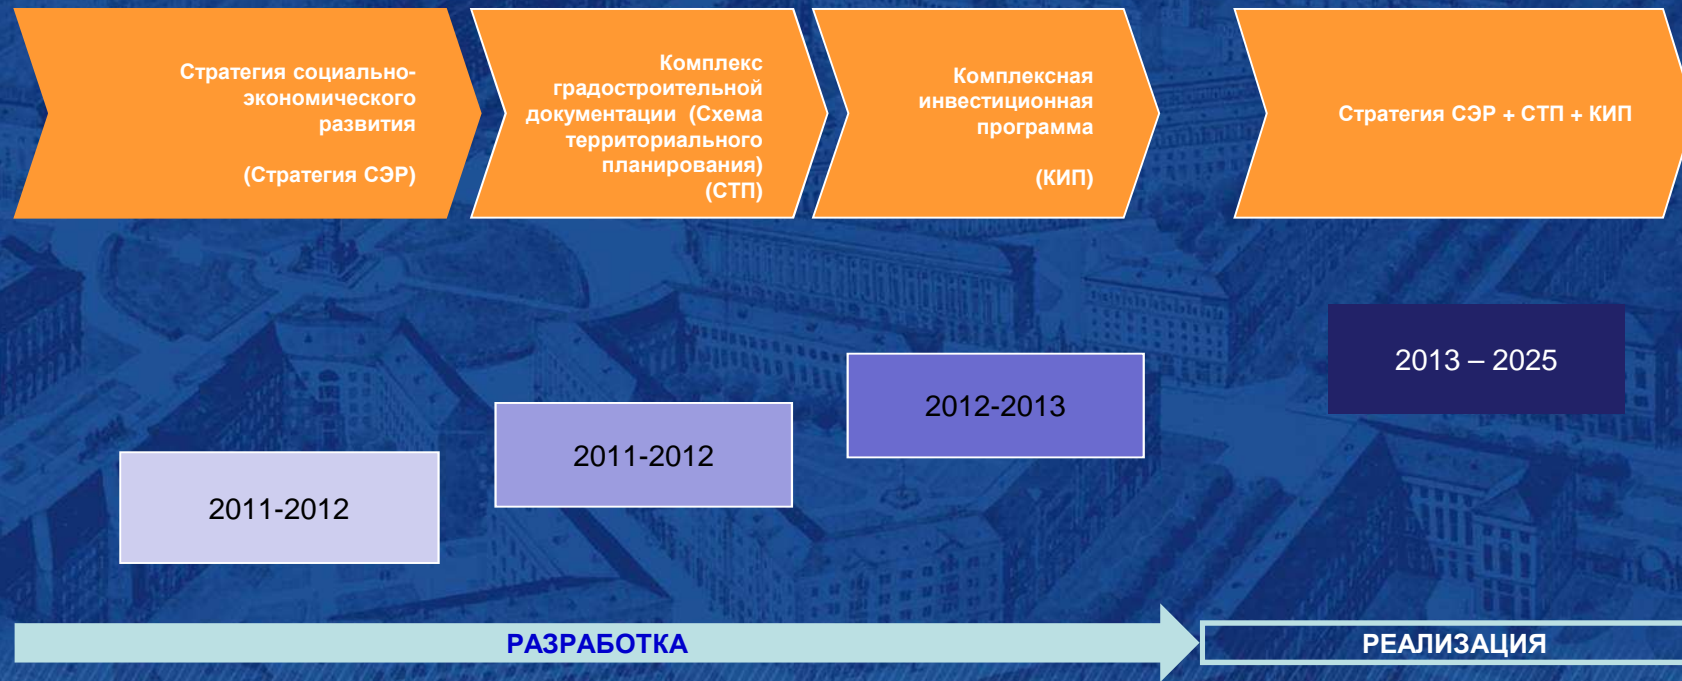 Стратегия социально-
экономического
развития
(Стратегия СЭР)
Комплекс
градостроительной
документации (Схема
территориального
планирования)
(СТП)
Комплексная
инвестиционная
программа
(КИП)
Стратегия СЭР + СТП + КИП
2011-2012
2011-2012
2012-2013
2013 – 2025
РАЗРАБОТКА
РЕАЛИЗАЦИЯ